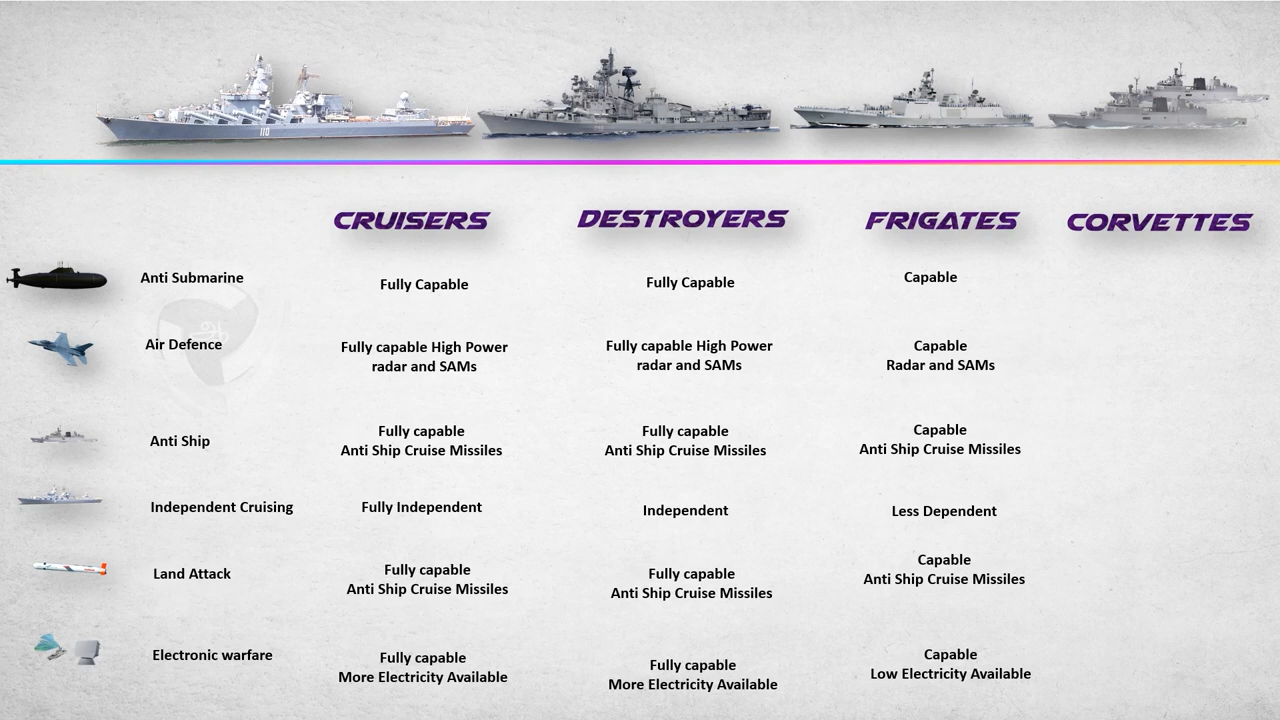 110
CRUISERS
DESTROYERS
FRIGATES
CORVETTES
Anti Submarine
Fully Capable
Fully Capable
Capable
Air Defence
Fully capable High Power
radar and SAMs
Fully capable High Power
radar and SAMs
Capable
Radar and SAMs
Anti Ship
Fully capable
Anti Ship Cruise Missiles
Fully capable
Anti Ship Cruise Missiles
Capable
Anti Ship Cruise Missiles
Independent Cruising
Fully Independent
Independent
Less Dependent
Land Attack
Fully capable
Anti Ship Cruise Missiles
Fully capable
Anti Ship Cruise Missiles
Capable
Anti Ship Cruise Missiles
Electronic warfare
Fully capable
More Electricity Available
Fully capable
More Electricity Available
Capable
Low Electricity Available